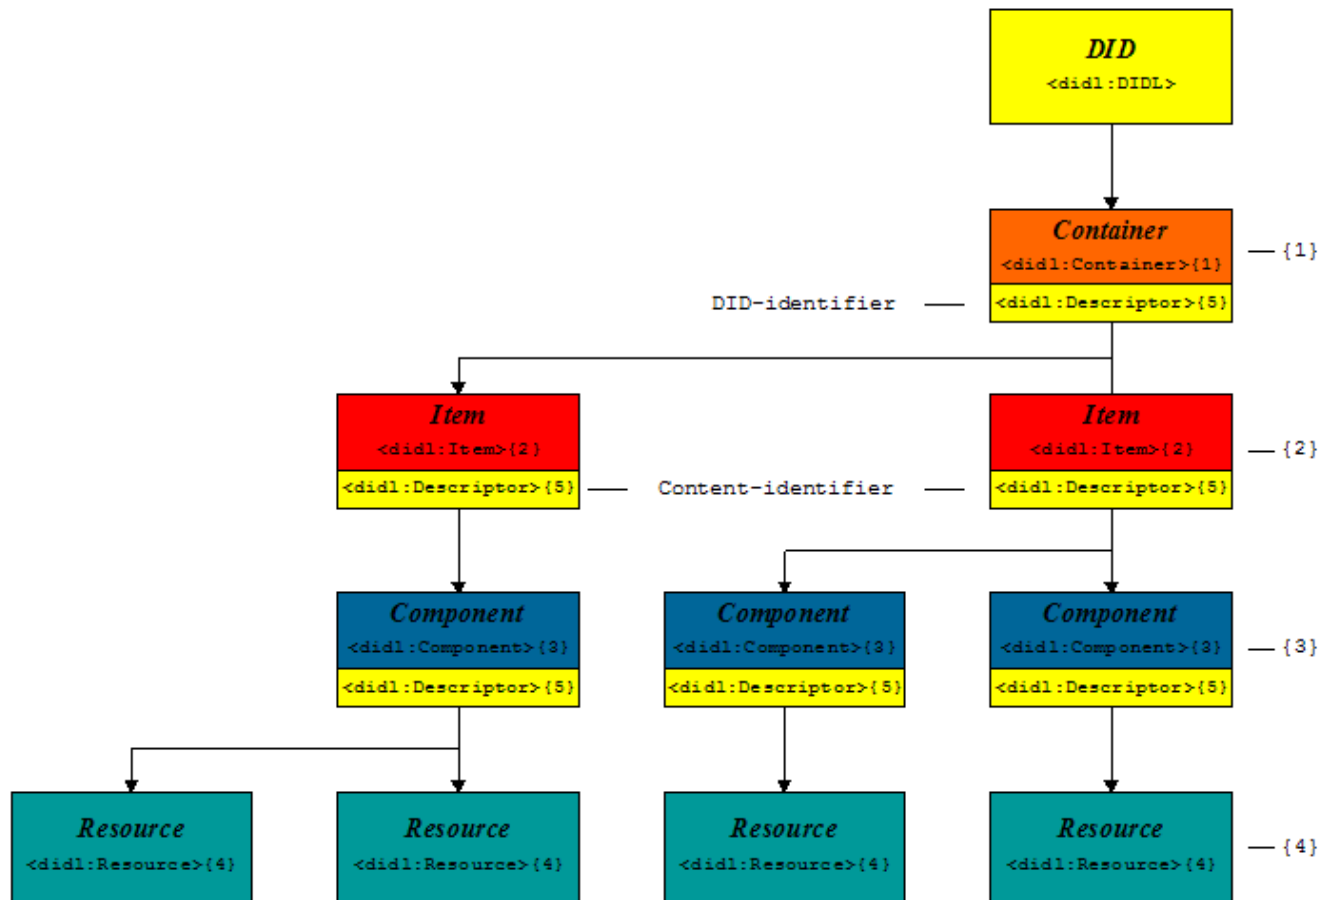 DID
<didl:DIDL>
Container
<didl:Container>{1}
{1}
DID-identifier
<didl:Descriptor>{5}
Item
Item
<didl:Item>{2}
<didl:Item>{2}
{2}
<didl:Descriptor>{5}
Content-identifier
<didl:Descriptor>{5}
Component
Component
Component
<didl:Component>{3}
<didl:Component>{3}
<didl:Component>{3}
{3}
<didl:Descriptor>{5}
<didl:Descriptor>{5}
<didl:Descriptor>{5}
Resource
Resource
Resource
Resource
<didl:Resource>{4}
<didl:Resource>{4}
<didl:Resource>{4}
<didl:Resource>{4}
{4}